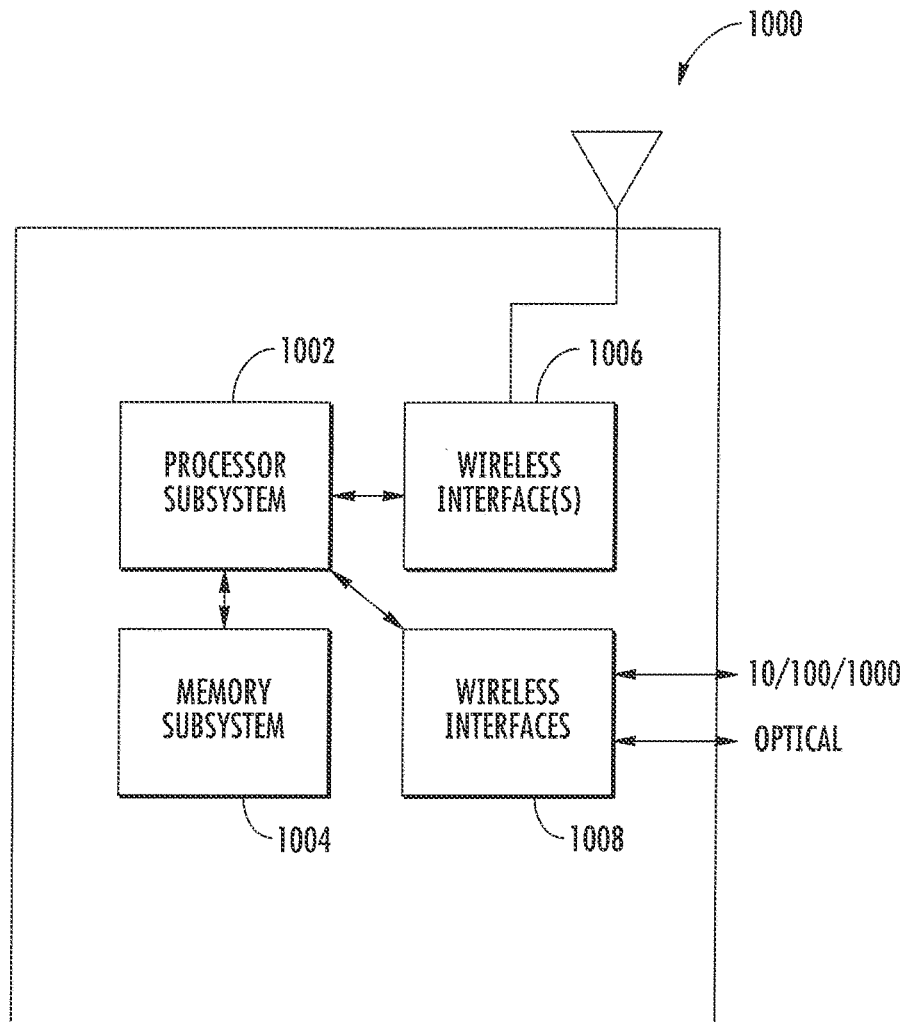 1000
1002
1006
PROCESSOR
SUBSYSTEM
WIRELESS
INTERFACE(S)
MEMORY
SUBSYSTEM
WIRELESS
INTERFACES
10/100/1000
OPTICAL
1004
1008